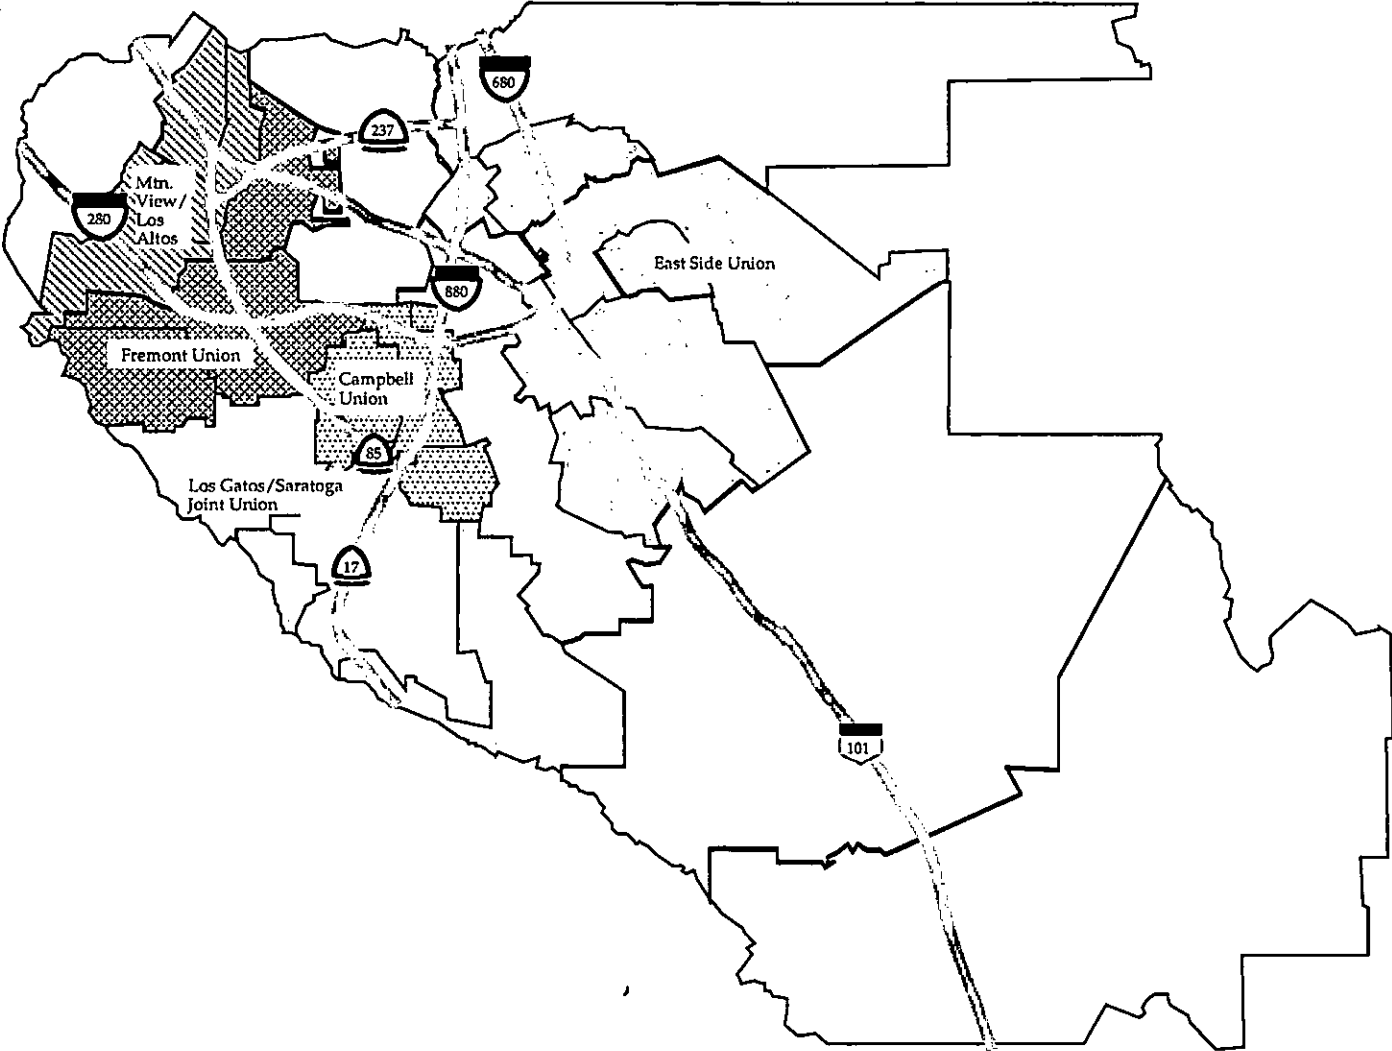 680
237
Mtn.
View/
Los
Altos
280
East Side Union
880
Fremont Union
Campbell
Union
85
Los Gatos/Saratoga
Joint Union
17
101